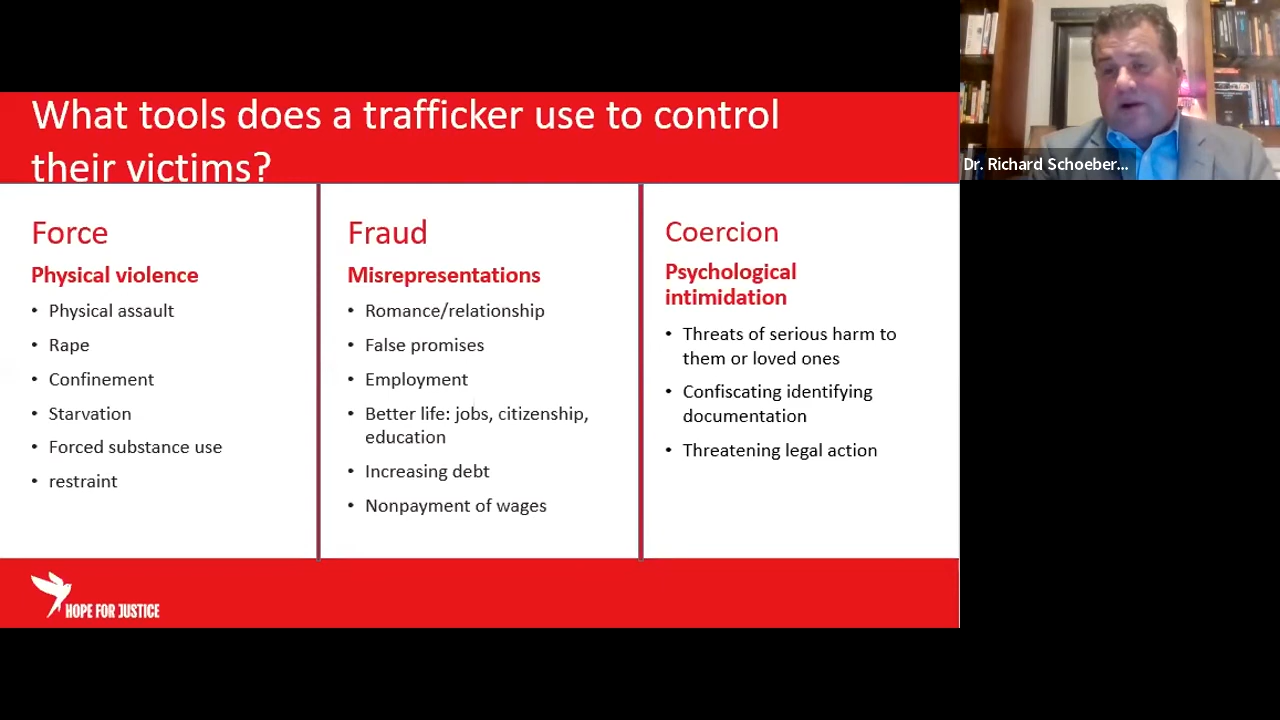 What tools does a trafficker use to control
their victims?
Force
Physical violence
• Physical assault
• Rape
• Confinement
• Starvation
• Forced substance use
• restraint
Fraud
Misrepresentations
• Romance/relationship
• False promises
• Employment
• Better life: jobs, citizenship,
education
• Increasing debt
• Nonpayment of wages
Coercion
Psychological
intimidation
• Threats of serious harm to
them or loved ones
• Confiscating identifying
documentation
• Threatening legal action
HOPE FOR JUSTICE
Dr. Richard Schoeber...